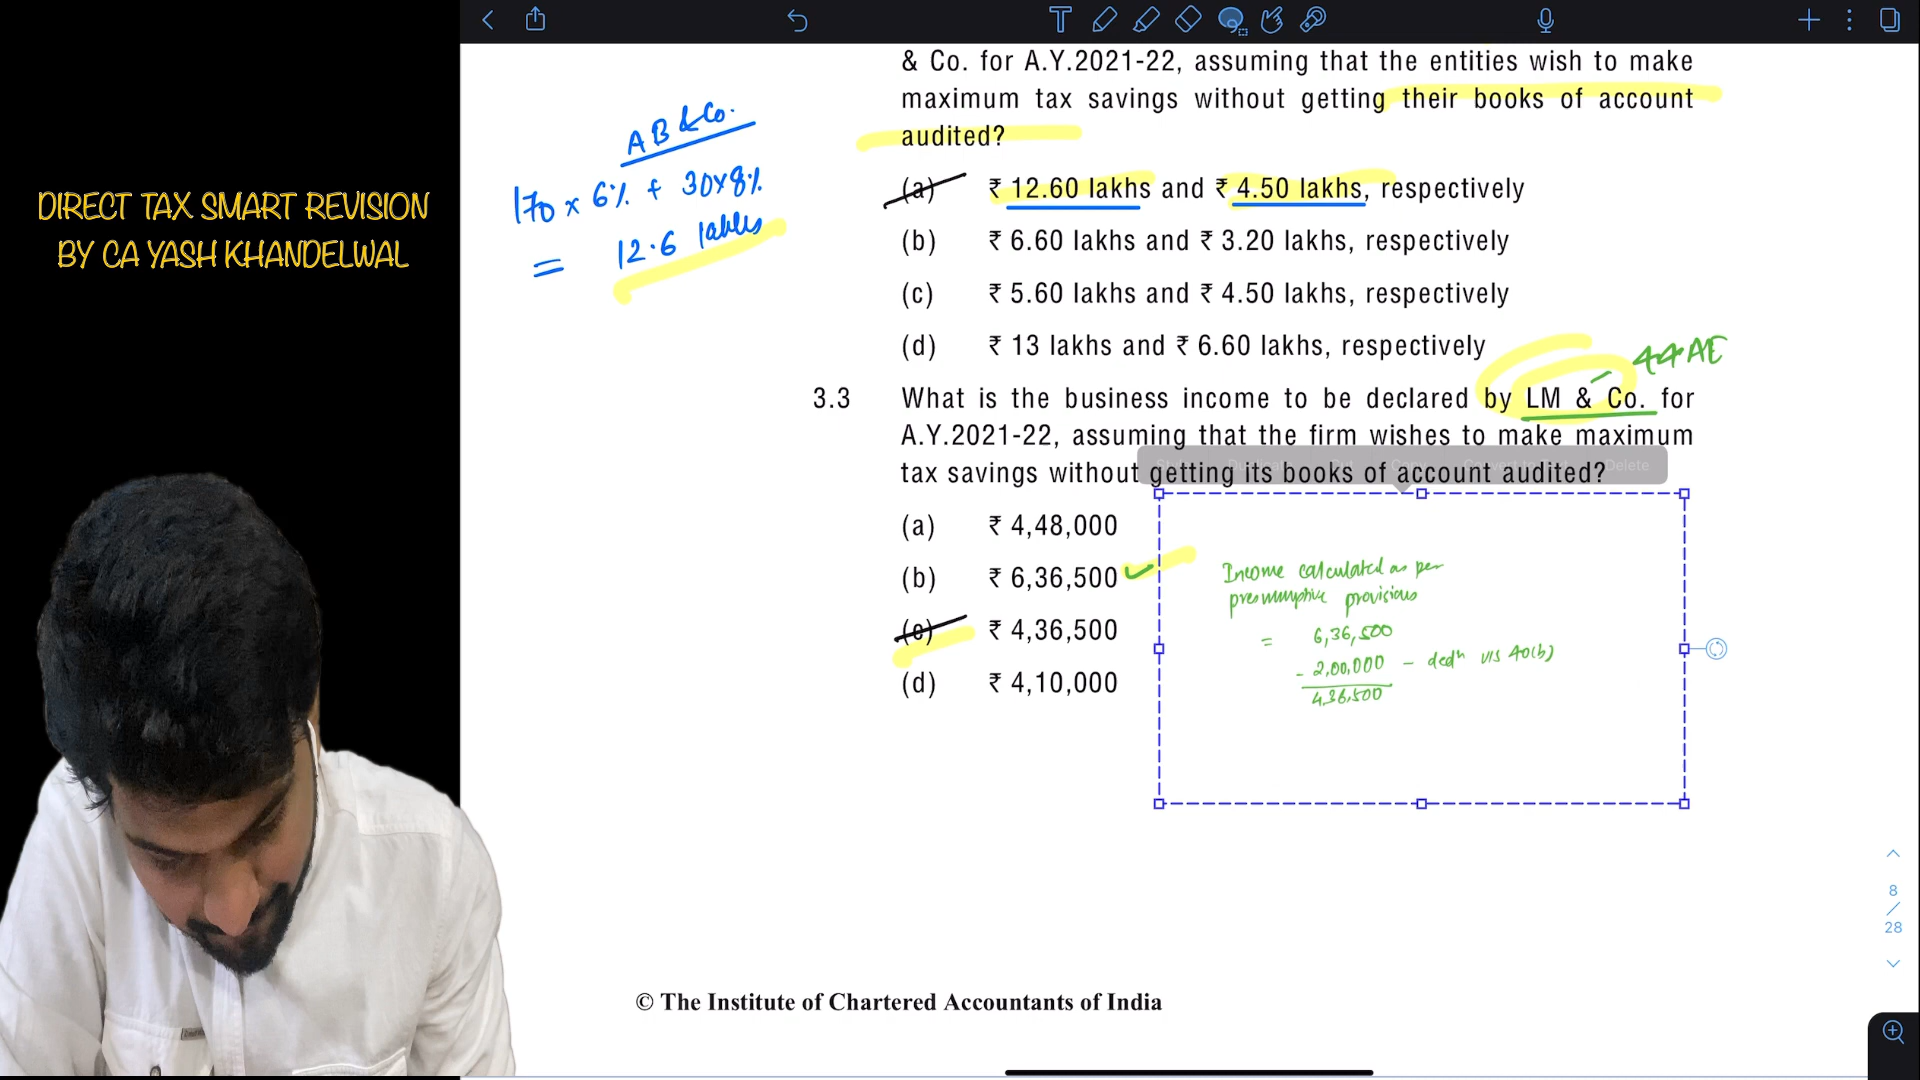 DIRECT TAX SMART REVISION
BY CA YASH KHANDELWAL
& Co. for A.Y.2021-22, assuming that the entities wish to make
maximum tax savings without getting their books of account
audited?
AB & Co.
170 x 6% + 30x8%
= 12.6 lakhs
(a) ₹ 12.60 lakhs and ₹ 4.50 lakhs, respectively
(b) ₹ 6.60 lakhs and ₹ 3.20 lakhs, respectively
(c) ₹ 5.60 lakhs and ₹ 4.50 lakhs, respectively
(d) ₹ 13 lakhs and ₹ 6.60 lakhs, respectively
- 44AE
3.3 What is the business income to be declared by LM & Co. for
A.Y.2021-22, assuming that the firm wishes to make maximum
tax savings without getting its books of account audited?
(a) ₹ 4,48,000
(b) ₹ 6,36,500
(c) ₹ 4,36,500
(d) ₹ 4,10,000
Income calculated as per
presumptive provisions
= 6,36,500
- 2,00,000 - dedn u/s 40(b)
4,36,500
8
/
28
© The Institute of Chartered Accountants of India